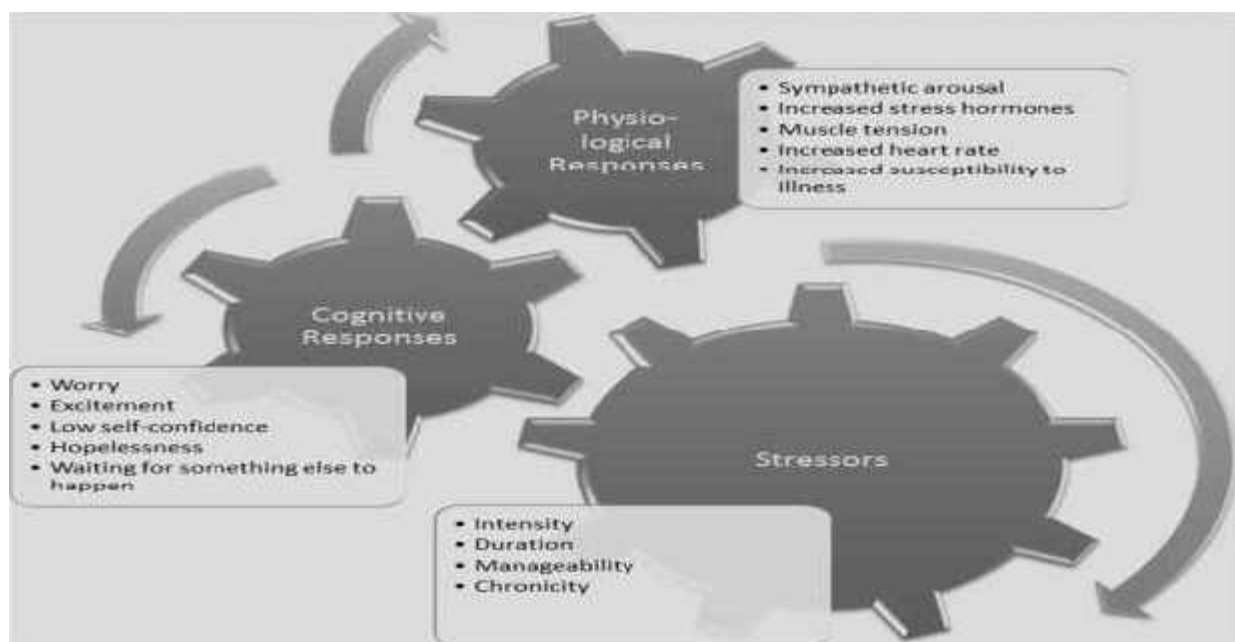 Physio-
logical
Responses
• Sympathetic arousal
• Increased stress hormones
• Muscle tension
• Increased heart rate
• Increased susceptibility to
illness
Cognitive
Responses
• Worry
• Excitement
• Low self-confidence
• Hopelessness
• Waiting for something else to
happen
Stressors
• Intensity
• Duration
• Manageability
• Chronicity